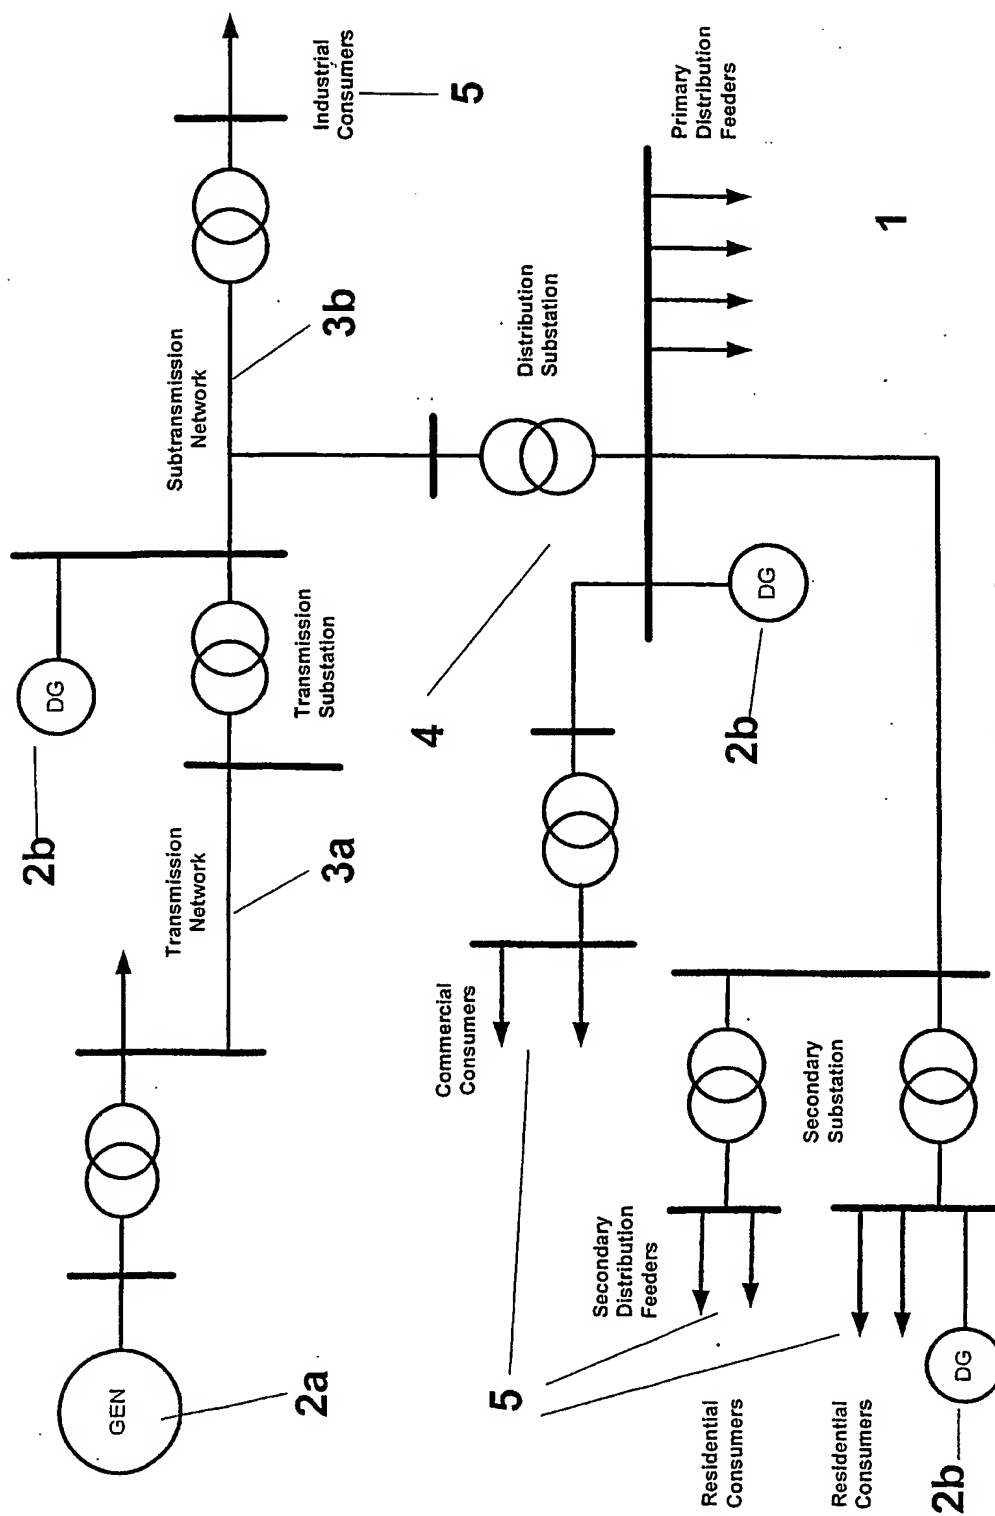 2b
DG
GEN
Transmission
Network
Subtransmission
Network
2a
Transmission
Substation
3a
3b
Industrial
Consumers
4
Commercial
Consumers
5
5
Distribution
Substation
Secondary
Distribution
Feeders
Primary
Distribution
Feeders
Residential
Consumers
2b
DG
Secondary
Substation
Residential
Consumers
1
2b
DG